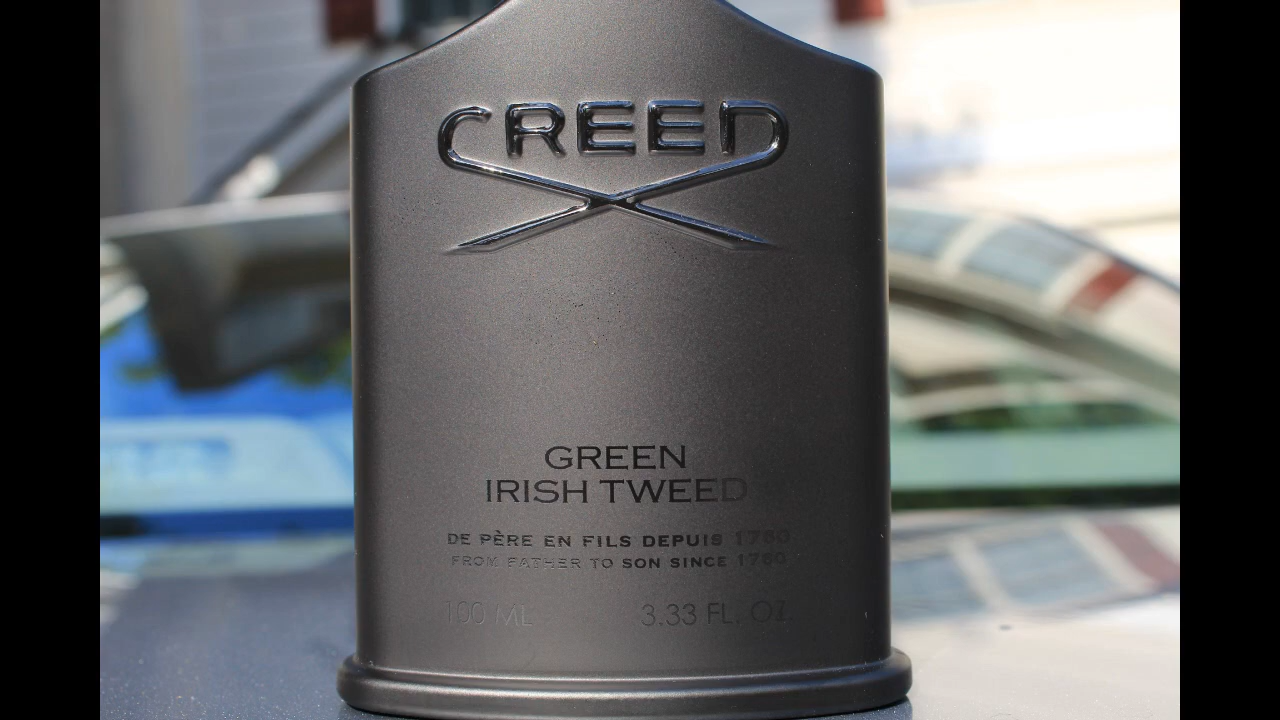 CREED
GREEN
IRISH TWEED
DE PÈRE EN FILS DEPUIS 1760
FROM FATHER TO SON SINCE 1760
100 ML 3.33 FL. OZ